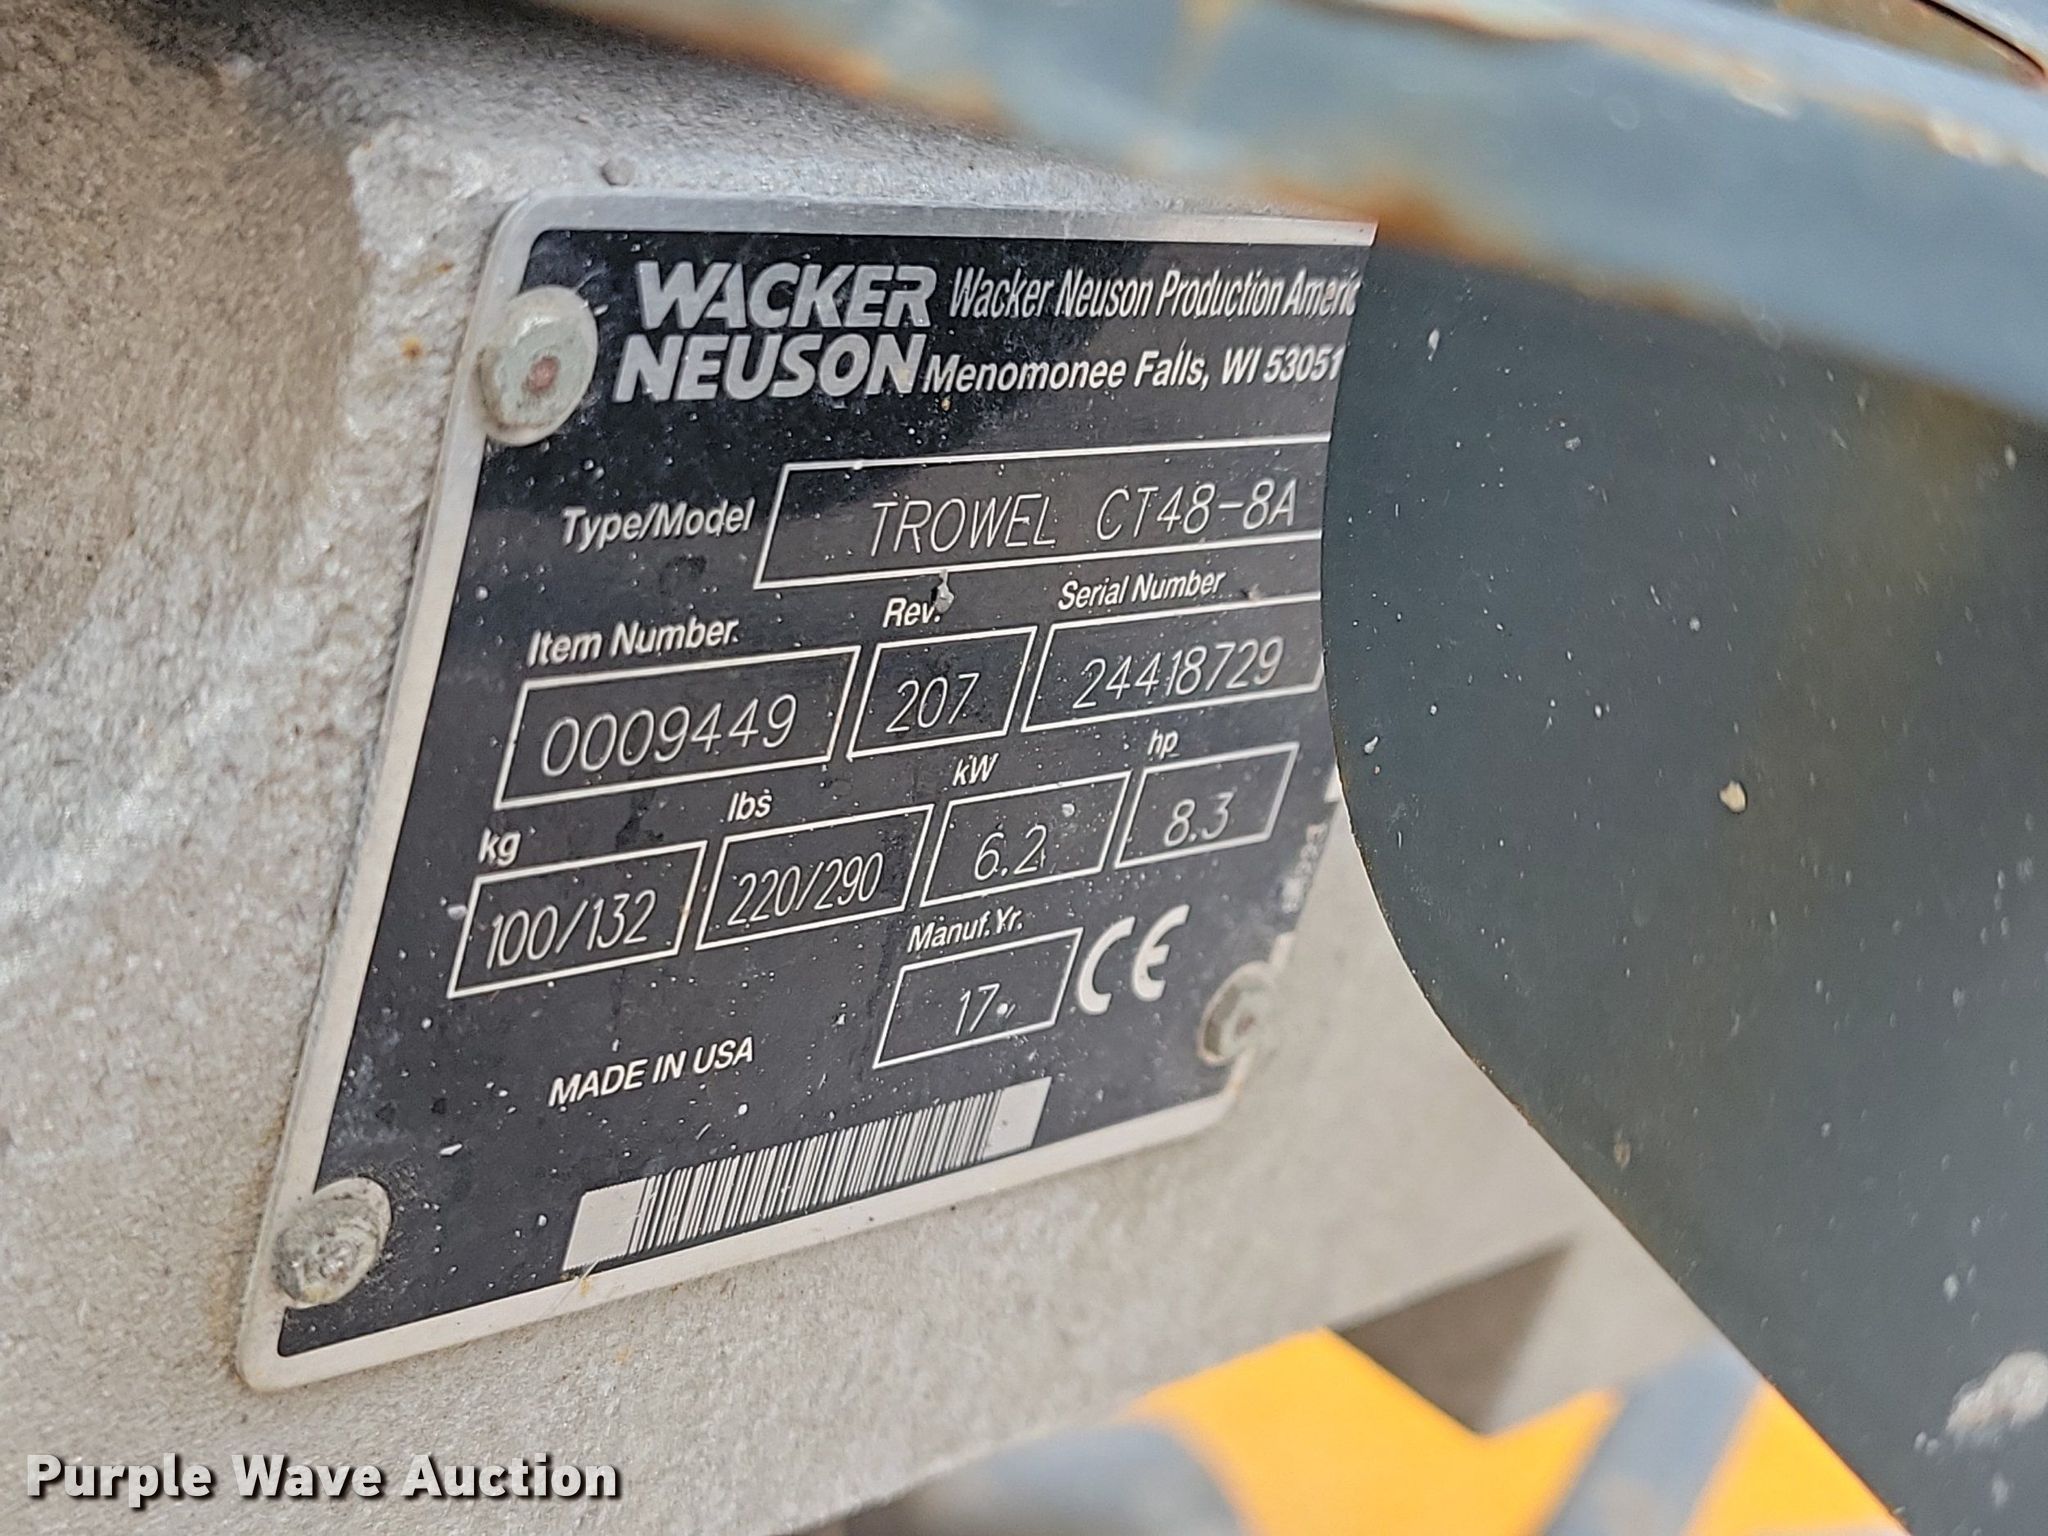 WACKER
NEUSON
Wacker Neuson Production Americ
Menomonee Falls, WI 53051
Type/Model
TROWEL CT48-8A
Item Number
Rev.
Serial Number
0009449
207
24418729
kg
lbs
kW
hp
100/132
220/290
6.2
8.3
Manuf. Yr.
17
CE
MADE IN USA
Purple Wave Auction